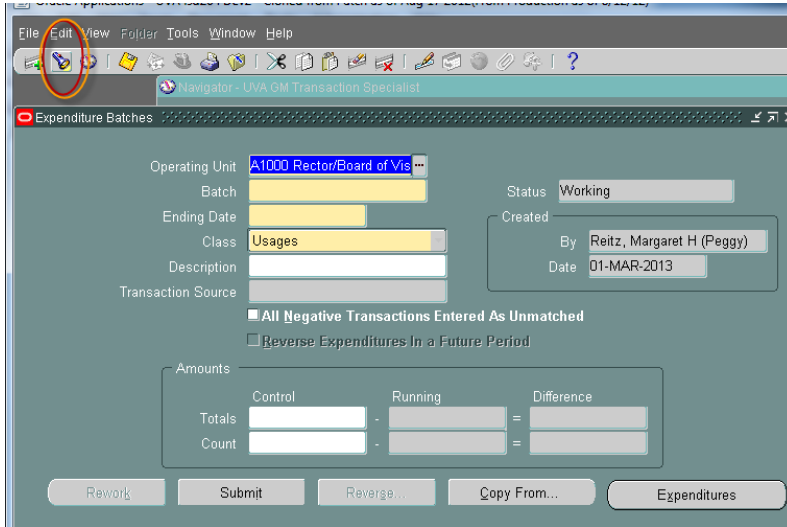 File Edit View Folder Tools Window Help
Navigator - UVA GM Transaction Specialist
Expenditure Batches
Operating Unit A1000 Rector/Board of Vis
Batch Status Working
Ending Date Created
Class Usages By Reitz, Margaret H (Peggy)
Description Date 01-MAR-2013
Transaction Source
All Negative Transactions Entered As Unmatched
Reverse Expenditures In a Future Period
Amounts
Control Running Difference
Totals - =
Count - =
Rework Submit Reverse... Copy From... Expenditures